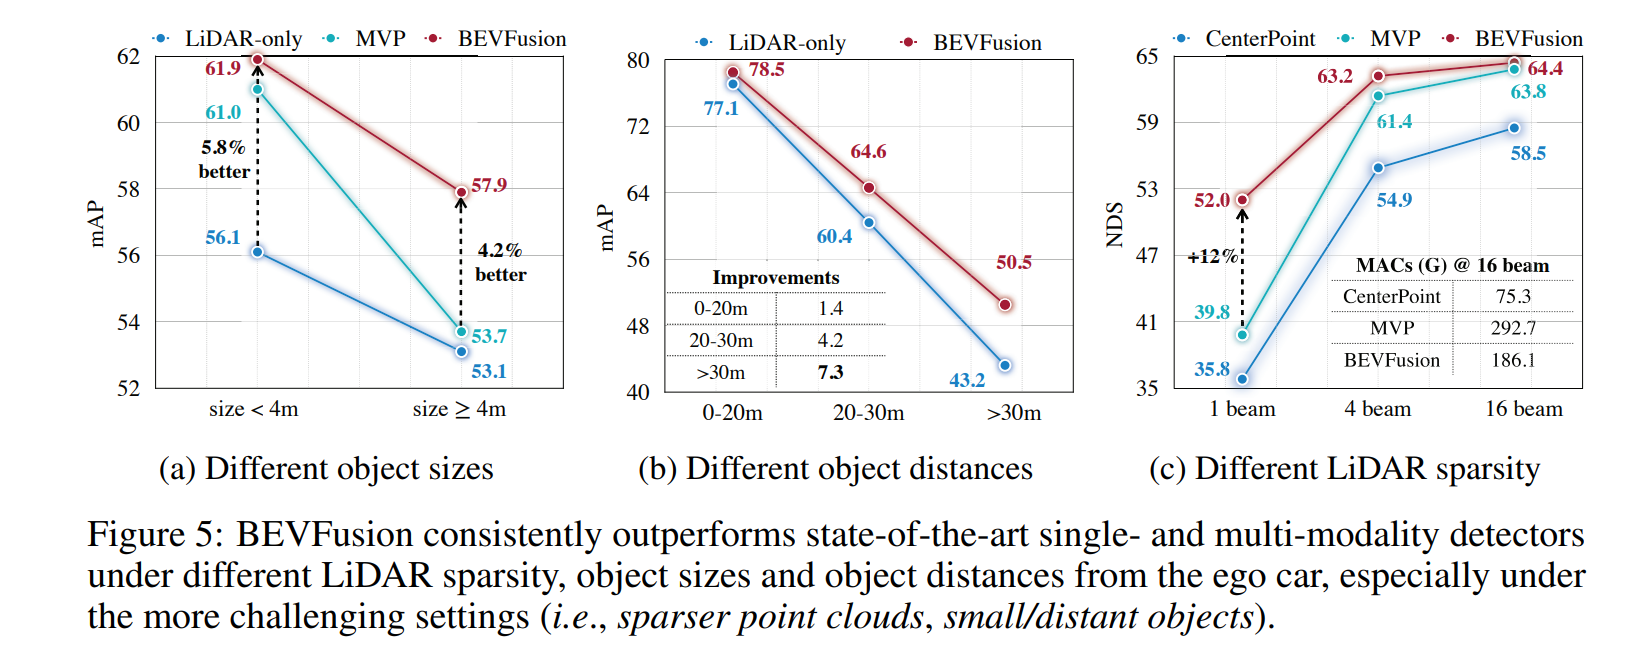 LiDAR-only MVP BEVFusion
62
60
58
56
54
52
mAP
61.9
61.0
5.8%
better
56.1
57.9
4.2%
better
53.7
53.1
size < 4m size ≥ 4m
(a) Different object sizes
LiDAR-only BEVFusion
80
72
64
56
48
40
mAP
78.5
77.1
64.6
60.4
50.5
43.2
Improvements
0-20m 1.4
20-30m 4.2
>30m 7.3
0-20m 20-30m >30m
(b) Different object distances
CenterPoint MVP BEVFusion
65
59
53
47
41
35
NDS
63.2
64.4
63.8
61.4
58.5
54.9
52.0
+12%
39.8
35.8
MACs (G) @ 16 beam
CenterPoint 75.3
MVP 292.7
BEVFusion 186.1
1 beam 4 beam 16 beam
(c) Different LiDAR sparsity
Figure 5: BEVFusion consistently outperforms state-of-the-art single- and multi-modality detectors
under different LiDAR sparsity, object sizes and object distances from the ego car, especially under
the more challenging settings (i.e., sparser point clouds, small/distant objects).